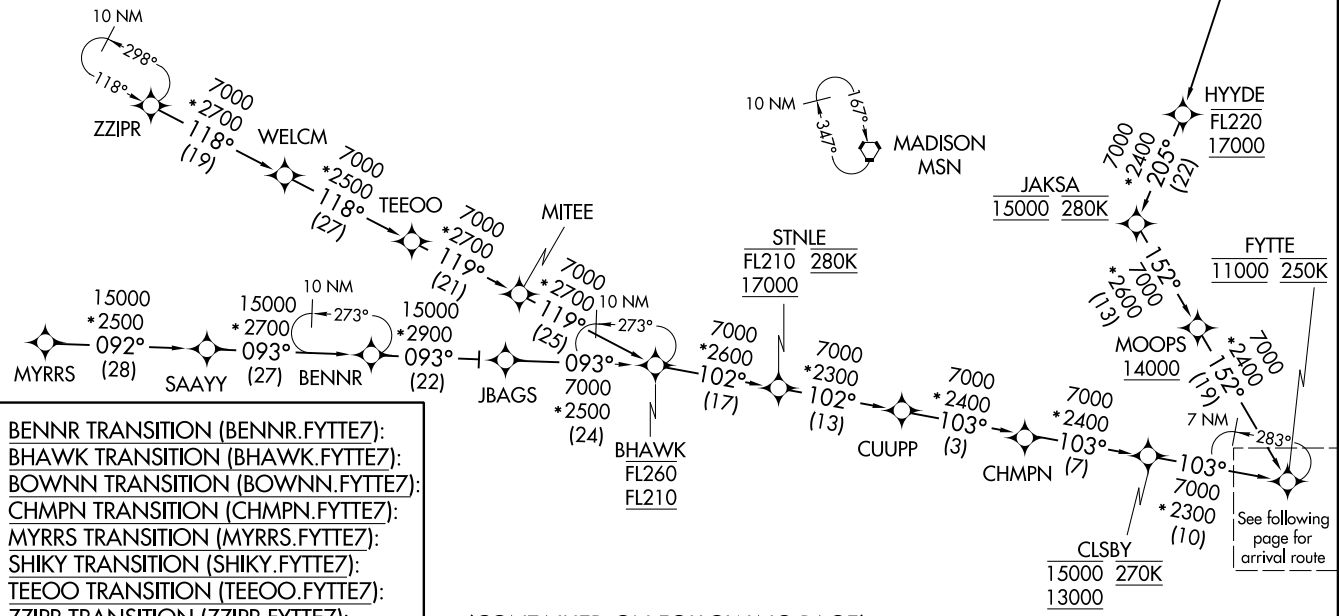 10 NM
298°
118°
ZZIPR
7000
*2700
118°
(19)
WELCM
7000
*2500
118°
(27)
TEEOO
7000
*2700
119°
(21)
MITEE
7000
*2700
119°
(25)
10 NM
167°
347°
MADISON
MSN
HYYDE
FL220
17000
7000
*2400
205°
(22)
JAKSA
15000 280K
152°
7000
*2600
(13)
MOOPS
14000
7000
*2400
152°
(19)
FYTTE
11000 250K
STNLE
FL210 280K
17000
15000
*2500
092°
(28)
MYRRS
SAAYY
15000
*2700
093°
(27)
10 NM
273°
BENNR
15000
*2900
093°
(22)
JBAGS
093°
7000
*2500
(24)
10 NM
273°
BHAWK
FL260
FL210
7000
*2600
102°
(17)
7000
*2300
102°
(13)
CUUPP
7000
*2400
103°
(3)
CHMPN
7000
*2400
103°
(7)
CLSBY
15000 270K
13000
7 NM
283°
103°
7000
*2300
(10)
See following
page for
arrival route
BENNR TRANSITION (BENNR.FYTTE7):
BHAWK TRANSITION (BHAWK.FYTTE7):
BOWNN TRANSITION (BOWNN.FYTTE7):
CHMPN TRANSITION (CHMPN.FYTTE7):
MYRRS TRANSITION (MYRRS.FYTTE7):
SHIKY TRANSITION (SHIKY.FYTTE7):
TEEOO TRANSITION (TEEOO.FYTTE7):
ZZIPR TRANSITION (ZZIPR.FYTTE7):